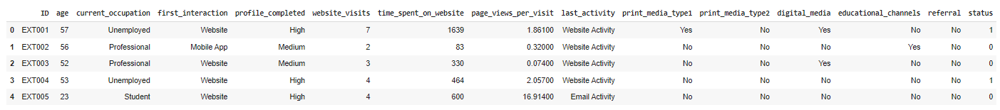 ID age current_occupation first_interaction profile_completed website_visits time_spent_on_website page_views_per_visit last_activity print_media_type1 print_media_type2 digital_media educational_channels referral status
0 EXT001 57 Unemployed Website High 7 1639 1.86100 Website Activity Yes No Yes No No 1
1 EXT002 56 Professional Mobile App Medium 2 83 0.32000 Website Activity No No No Yes No 0
2 EXT003 52 Professional Website Medium 3 330 0.07400 Website Activity No No Yes No No 0
3 EXT004 53 Unemployed Website High 4 464 2.05700 Website Activity No No No No No 1
4 EXT005 23 Student Website High 4 600 16.91400 Email Activity No No No No No 0